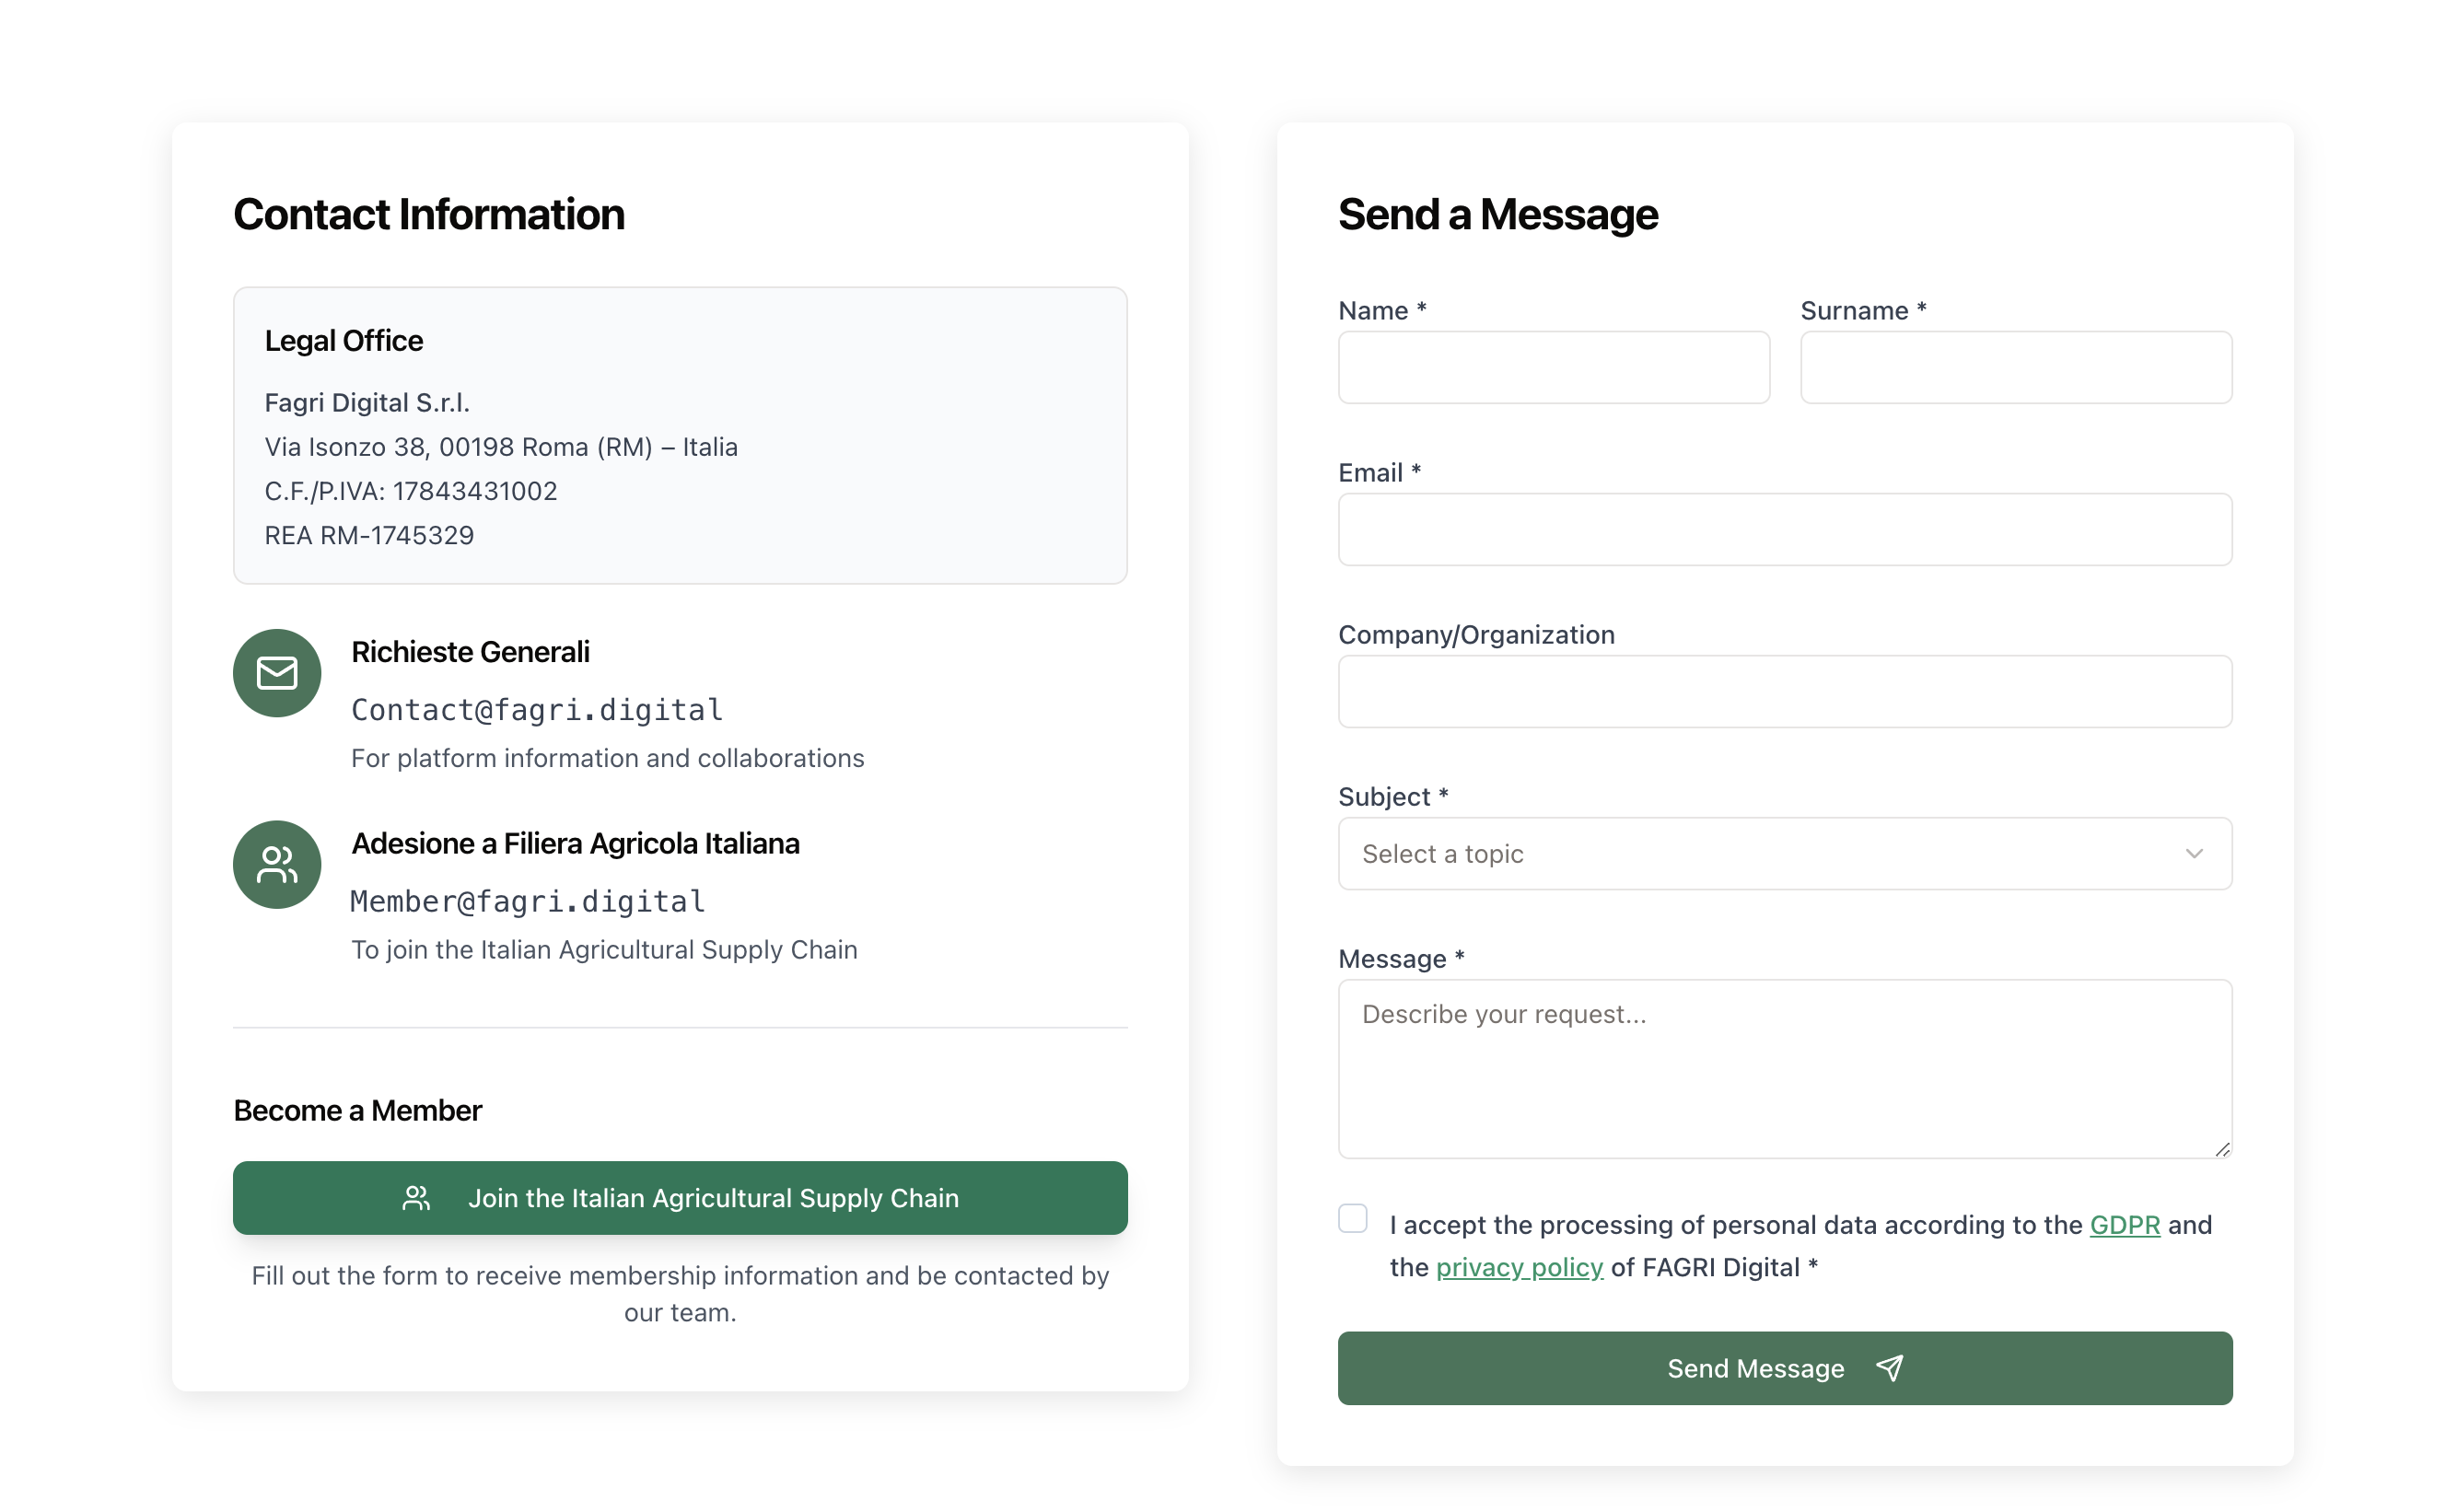 Contact Information
Legal Office
Fagri Digital S.r.l.
Via Isonzo 38, 00198 Roma (RM) – Italia
C.F./P.IVA: 17843431002
REA RM-1745329
Richieste Generali
Contact@fagri.digital
For platform information and collaborations
Adesione a Filiera Agricola Italiana
Member@fagri.digital
To join the Italian Agricultural Supply Chain
Become a Member
Join the Italian Agricultural Supply Chain
Fill out the form to receive membership information and be contacted by
our team.
Send a Message
Name *
Surname *
Email *
Company/Organization
Subject *
Select a topic
Message *
Describe your request...
I accept the processing of personal data according to the GDPR and
the privacy policy of FAGRI Digital *
Send Message